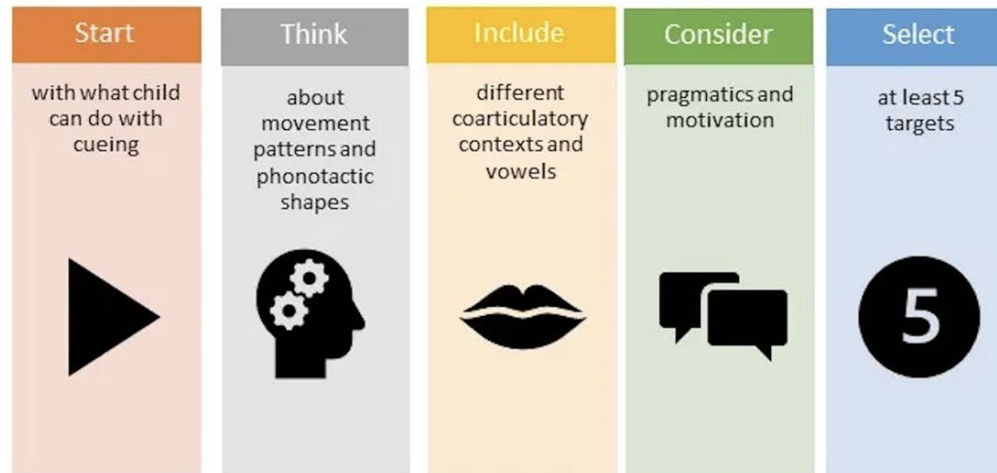 Start
with what child
can do with
cueing
Think
about
movement
patterns and
phonotactic
shapes
Include
different
coarticulatory
contexts and
vowels
Consider
pragmatics and
motivation
Select
at least 5
targets
5